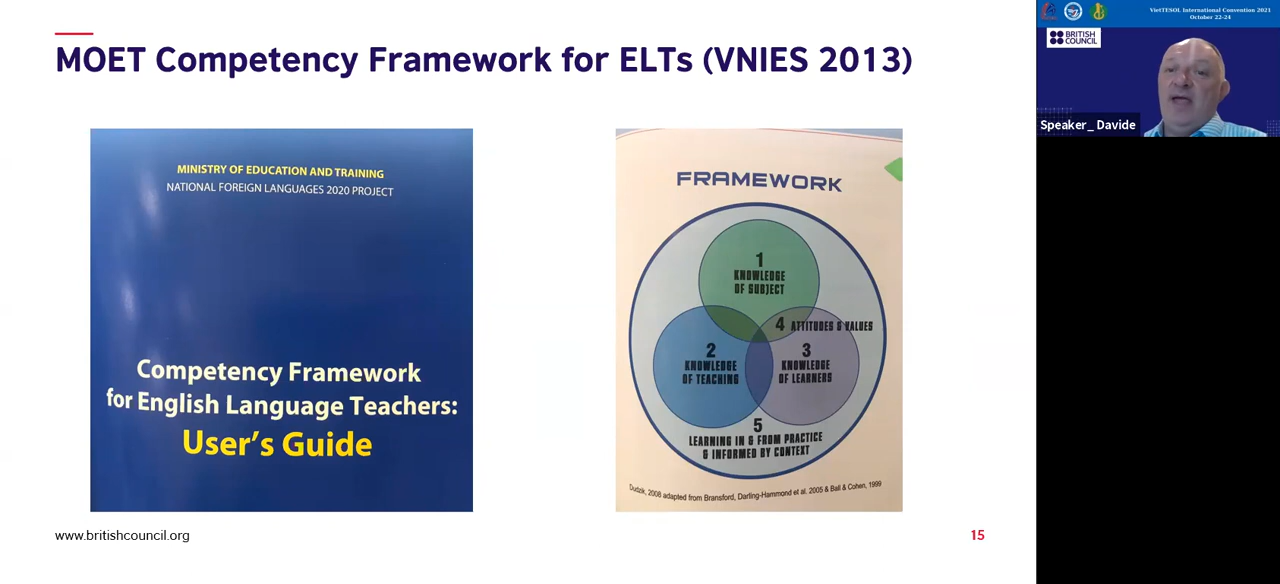 MOET Competency Framework for ELTs (VNIES 2013)
MINISTRY OF EDUCATION AND TRAINING
NATIONAL FOREIGN LANGUAGES 2020 PROJECT
Competency Framework
for English Language Teachers:
User's Guide
FRAMEWORK
1
KNOWLEDGE
OF SUBJECT
4 ATTITUDES & VALUES
2
KNOWLEDGE
OF TEACHING
3
KNOWLEDGE
OF LEARNERS
5
LEARNING IN & FROM PRACTICE
& INFORMED BY CONTEXT
Dudzik, 2008 adapted from Bransford, Darling-Hammond et al. 2005 & Ball & Cohen, 1999
www.britishcouncil.org
15
VietTESOL International Convention 2021
October 22-24
BRITISH
COUNCIL
Speaker_ Davide